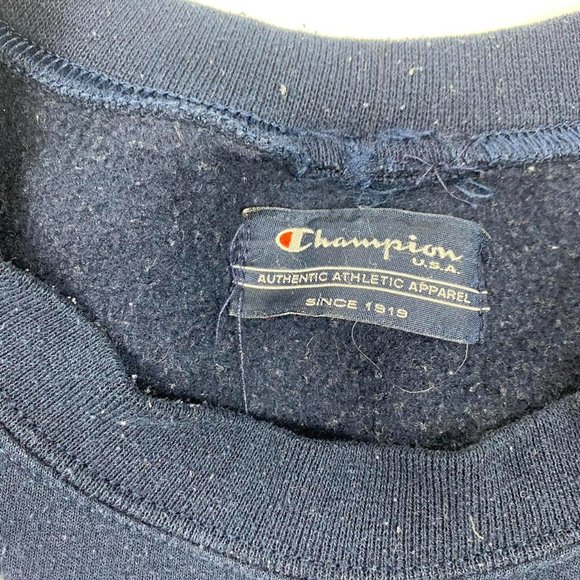 Champion
U.S.A.
AUTHENTIC ATHLETIC APPAREL
SINCE 1919